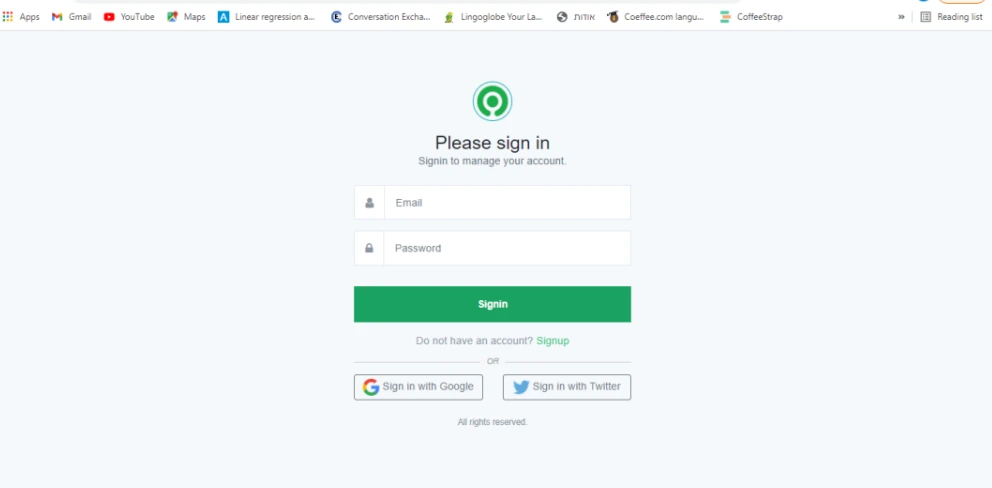 Apps Gmail YouTube Maps Linear regression a... Conversation Excha... Lingoglobe Your La... אודות Coeffee.com langu... CoffeeStrap » Reading list
Please sign in
Signin to manage your account.
Email
Password
Signin
Do not have an account? Signup
OR
Sign in with Google Sign in with Twitter
All rights reserved.